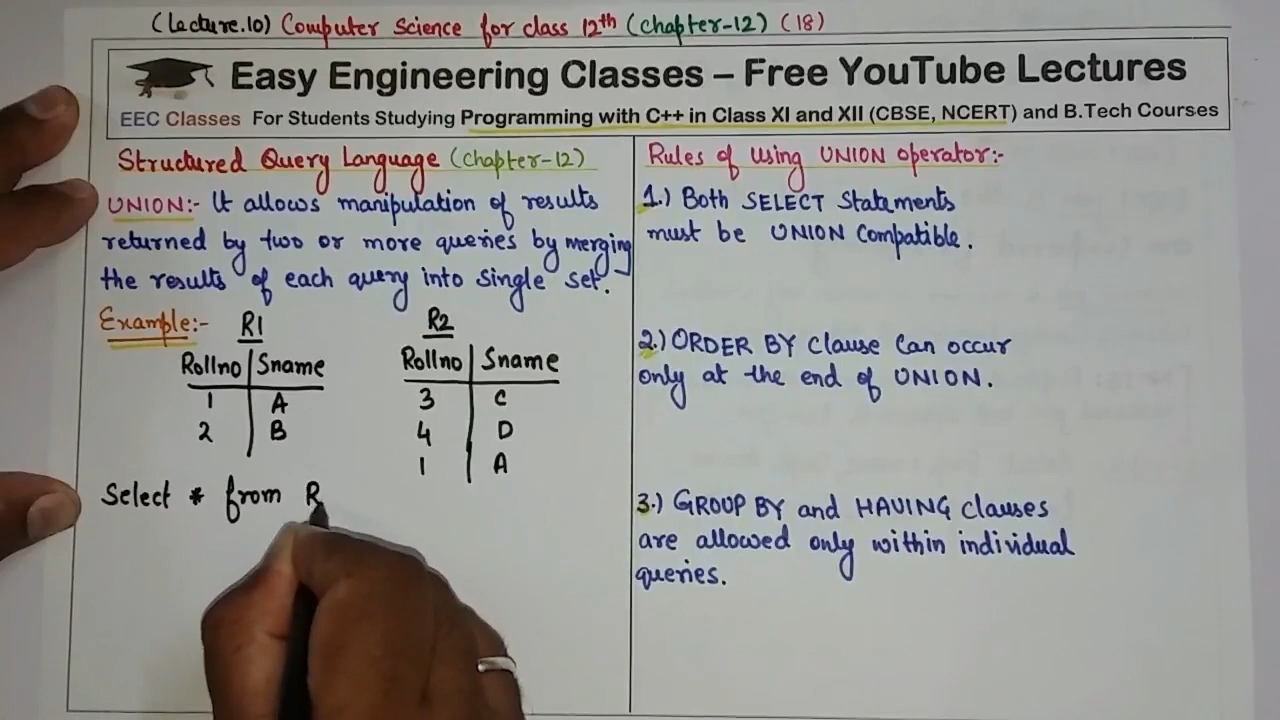 (Lecture.10) Computer Science for class 12th (Chapter-12) (18)
Easy Engineering Classes – Free YouTube Lectures
EEC Classes For Students Studying Programming with C++ in Class XI and XII (CBSE, NCERT) and B.Tech Courses
Structured Query Language (Chapter-12)
UNION:- It allows manipulation of results
returned by two or more queries by merging
the results of each query into single set.
Example:- R1 R2
Rollno Sname Rollno Sname
1 A 3 C
2 B 4 D
1 A
Select * from R
Rules of using UNION operator:-
1.) Both SELECT Statements
must be UNION Compatible.
2.) ORDER BY clause can occur
only at the end of UNION.
3.) GROUP BY and HAVING clauses
are allowed only within individual
queries.